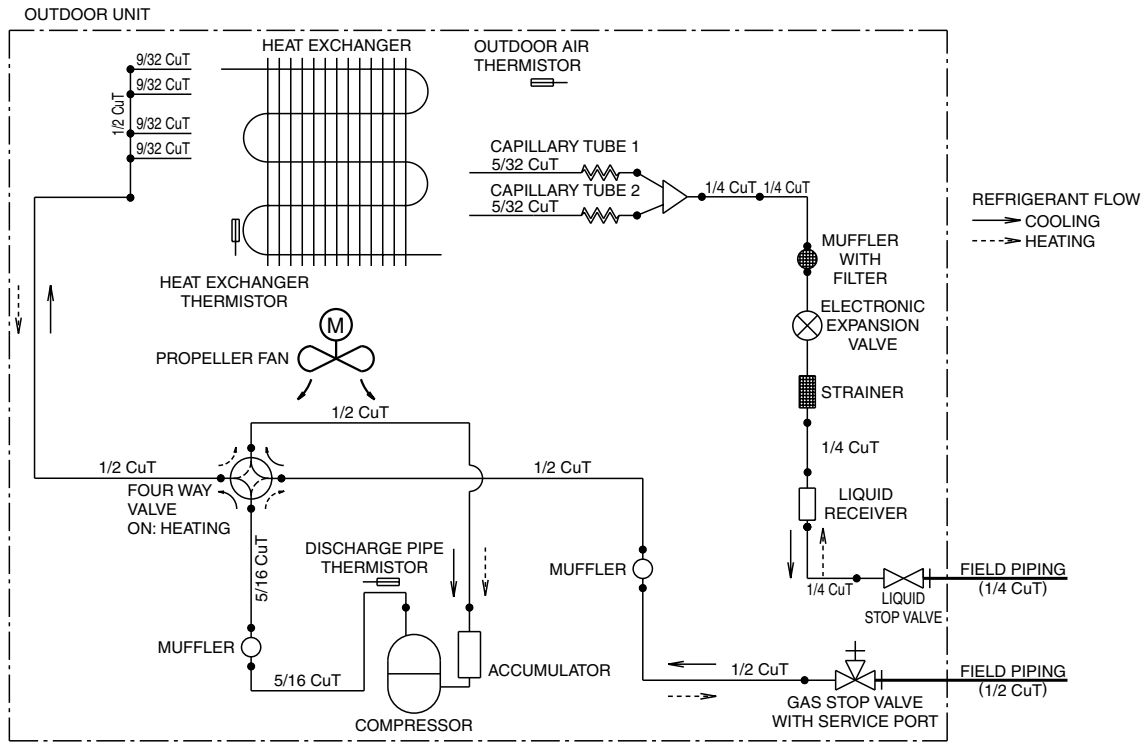 OUTDOOR UNIT
9/32 CuT
9/32 CuT
1/2 CuT
9/32 CuT
9/32 CuT
HEAT EXCHANGER
OUTDOOR AIR
THERMISTOR
CAPILLARY TUBE 1
5/32 CuT
CAPILLARY TUBE 2
5/32 CuT
1/4 CuT
1/4 CuT
REFRIGERANT FLOW
COOLING
HEATING
MUFFLER
WITH
FILTER
HEAT EXCHANGER
THERMISTOR
ELECTRONIC
EXPANSION
VALVE
M
PROPELLER FAN
STRAINER
1/2 CuT
1/4 CuT
1/2 CuT
1/2 CuT
FOUR WAY
VALVE
ON: HEATING
LIQUID
RECEIVER
5/16 CuT
DISCHARGE PIPE
THERMISTOR
MUFFLER
1/4 CuT
LIQUID
STOP VALVE
FIELD PIPING
(1/4 CuT)
MUFFLER
5/16 CuT
ACCUMULATOR
COMPRESSOR
1/2 CuT
GAS STOP VALVE
WITH SERVICE PORT
FIELD PIPING
(1/2 CuT)